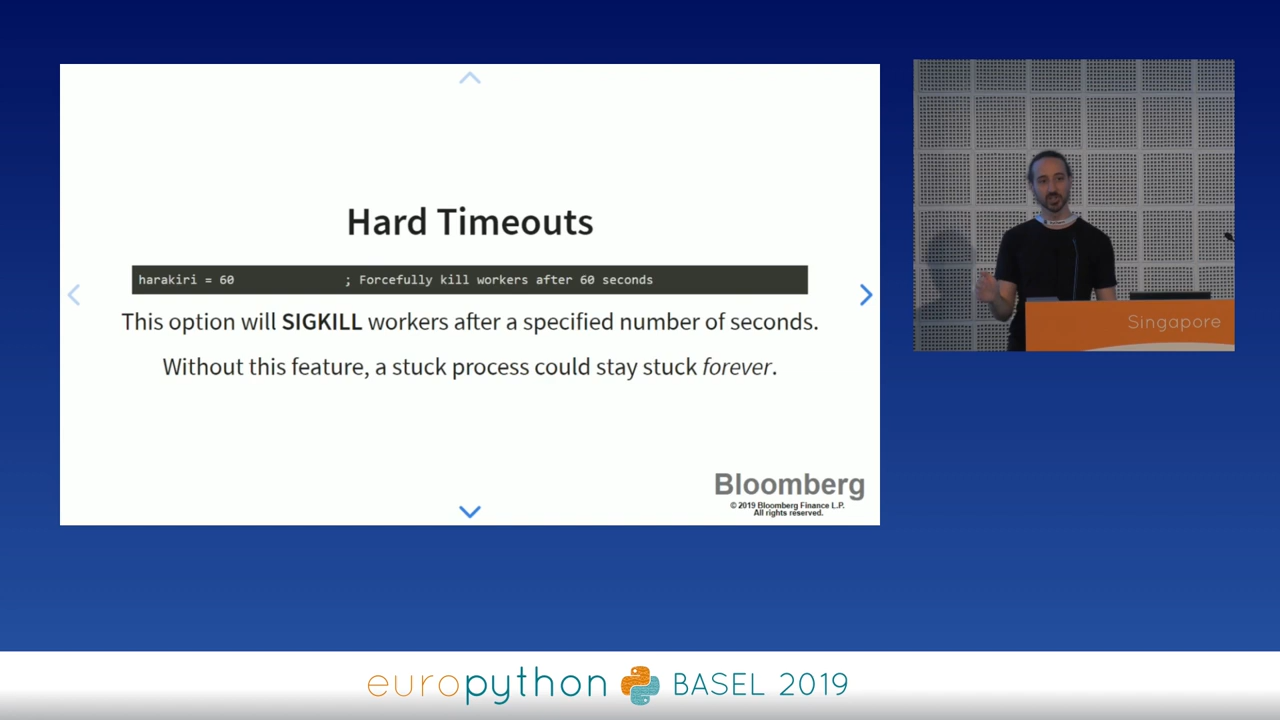 Hard Timeouts
harakiri = 60 ; Forcefully kill workers after 60 seconds
This option will SIGKILL workers after a specified number of seconds.
Without this feature, a stuck process could stay stuck forever.
Bloomberg
© 2019 Bloomberg Finance L.P.
All rights reserved.
Singapore
europython BASEL 2019